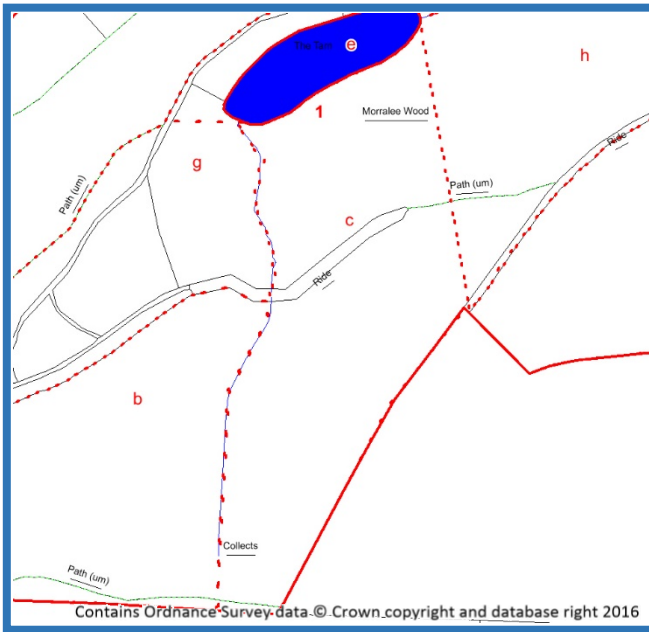 The Tarn
e
h
1
Morralee Wood
Ride
g
Path (um)
Path (um)
c
Ride
b
Collects
Path (um)
Contains Ordnance Survey data © Crown copyright and database right 2016